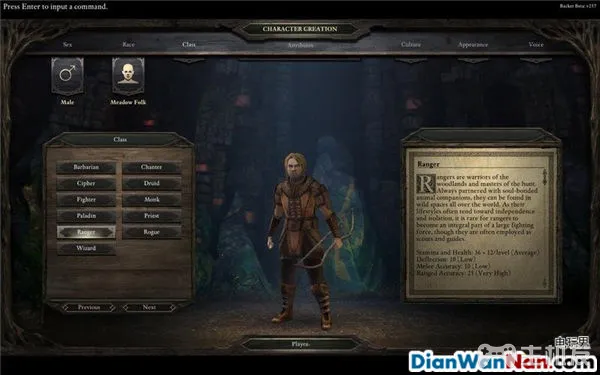 Press Enter to input a command.
Backer Beta: v257
CHARACTER CREATION
Sex
Race
Class
Attributes
Culture
Appearance
Voice
Male
Meadow Folk
Class
Barbarian
Chanter
Cipher
Druid
Fighter
Monk
Paladin
Priest
Ranger
Rogue
Wizard
Previous
Next
Ranger
Rangers are warriors of the
woodlands and masters of the hunt.
Always partnered with soul-bonded
animal companions, they can be found in
wild spaces all over the world. As their
lifestyles often tend toward independence
and isolation, it is rare for rangers to
become an integral part of a large fighting
force, though they are often employed as
scouts and guides.
Stamina and Health: 36 + 12/level (Average)
Deflection: 10 (Low)
Melee Accuracy: 10 (Low)
Ranged Accuracy: 25 (Very High)
Player
DianWanNan.Com